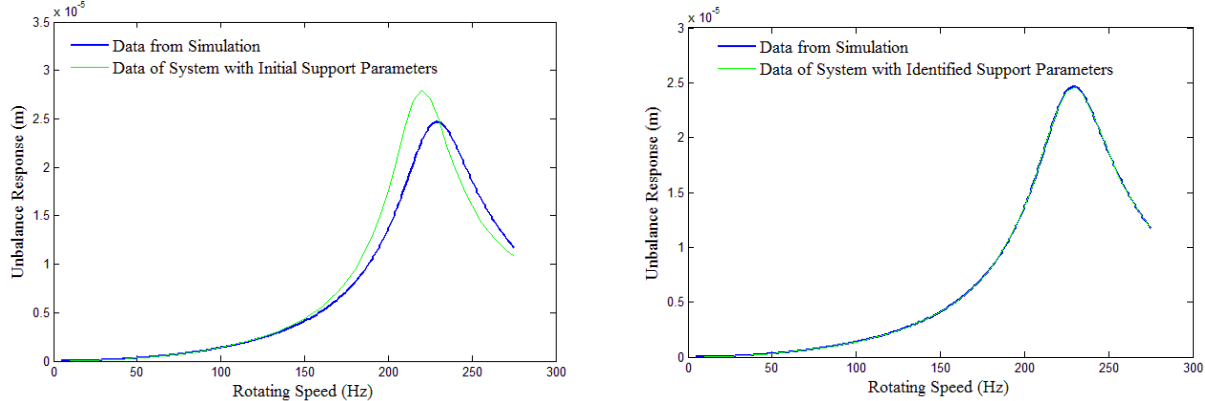 × 10⁻⁵
3.5
3
2.5
2
1.5
1
0.5
0
0 50 100 150 200 250 300
Unbalance Response (m)
Rotating Speed (Hz)
Data from Simulation
Data of System with Initial Support Parameters
× 10⁻⁵
3
2.5
2
1.5
1
0.5
0
0 50 100 150 200 250 300
Unbalance Response (m)
Rotating Speed (Hz)
Data from Simulation
Data of System with Identified Support Parameters